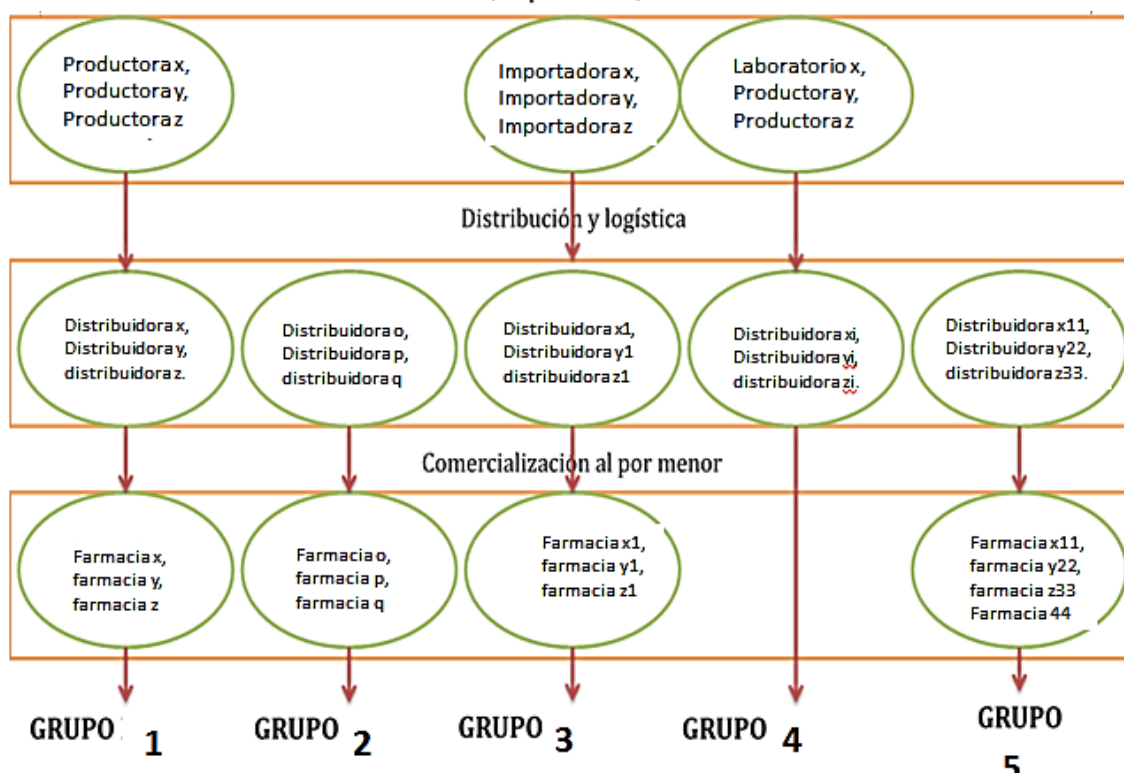 Productora x,
Productora y,
Productora z
Importadora x,
Importadora y,
Importadora z
Laboratorio x,
Productora y,
Productora z
Distribución y logística
Distribuidora x,
Distribuidora y,
distribuidora z.
Distribuidora o,
Distribuidora p,
distribuidora q
Distribuidora x1,
Distribuidora y1
distribuidora z1
Distribuidora xi,
Distribuidora yi,
distribuidora zi.
Distribuidora x11,
Distribuidora y22,
distribuidora z33.
Comercialización al por menor
Farmacia x,
farmacia y,
farmacia z
Farmacia o,
farmacia p,
farmacia q
Farmacia x1,
farmacia y1,
farmacia z1
Farmacia x11,
farmacia y22,
farmacia z33
Farmacia 44
GRUPO 1
GRUPO 2
GRUPO 3
GRUPO 4
GRUPO
5